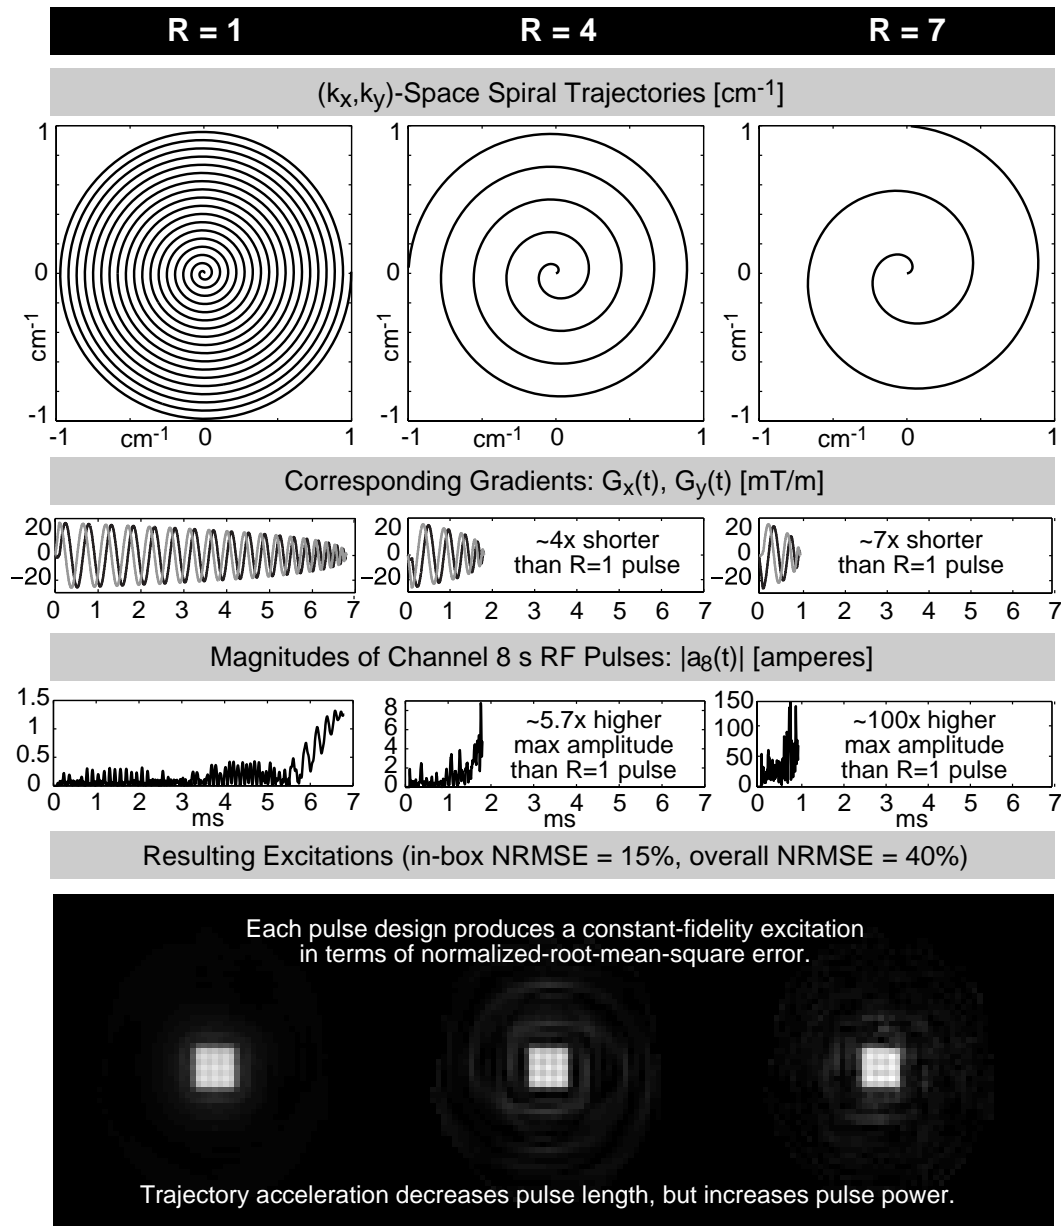 R = 1 R = 4 R = 7
(kx,ky)-Space Spiral Trajectories [cm-1]
1 1 1
0 0 0
cm-1 cm-1 cm-1
-1 -1 -1
-1 cm-1 0 1 -1 cm-1 0 1 -1 cm-1 0 1
Corresponding Gradients: Gx(t), Gy(t) [mT/m]
20 20 20
0 0 0
−20 −20 −20
~4x shorter
than R=1 pulse
~7x shorter
than R=1 pulse
0 1 2 3 4 5 6 7 0 1 2 3 4 5 6 7 0 1 2 3 4 5 6 7
Magnitudes of Channel 8 s RF Pulses: |a8(t)| [amperes]
1.5 8 150
1 6 100
0.5 4 50
0 2 0
0
~5.7x higher
max amplitude
than R=1 pulse
~100x higher
max amplitude
than R=1 pulse
0 1 2 3 4 5 6 7 0 1 2 3 4 5 6 7 0 1 2 3 4 5 6 7
ms ms ms
Resulting Excitations (in-box NRMSE = 15%, overall NRMSE = 40%)
Each pulse design produces a constant-fidelity excitation
in terms of normalized-root-mean-square error.
Trajectory acceleration decreases pulse length, but increases pulse power.